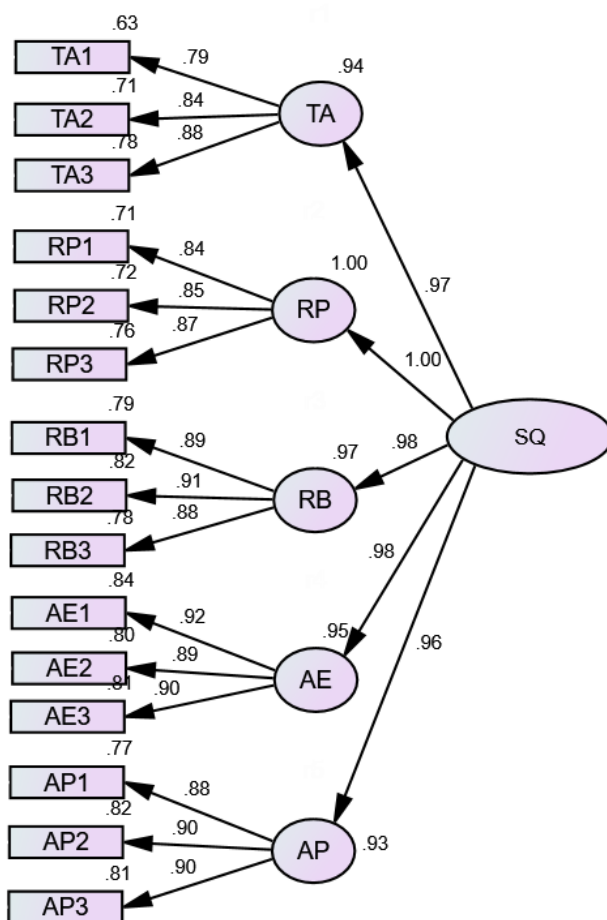 .63
TA1
.79
.94
.71
TA2
.84
TA
.78
.88
TA3
.71
RP1
.84
1.00
.72
RP2
.85
RP
.97
.76
.87
RP3
1.00
.79
RB1
.89
.98
SQ
.82
.97
RB2
.91
RB
.78
.88
RB3
.98
.84
AE1
.92
.80
.95
.96
AE2
.89
AE
.81
.90
AE3
.77
AP1
.88
.82
AP2
.90
AP
.93
.81
.90
AP3